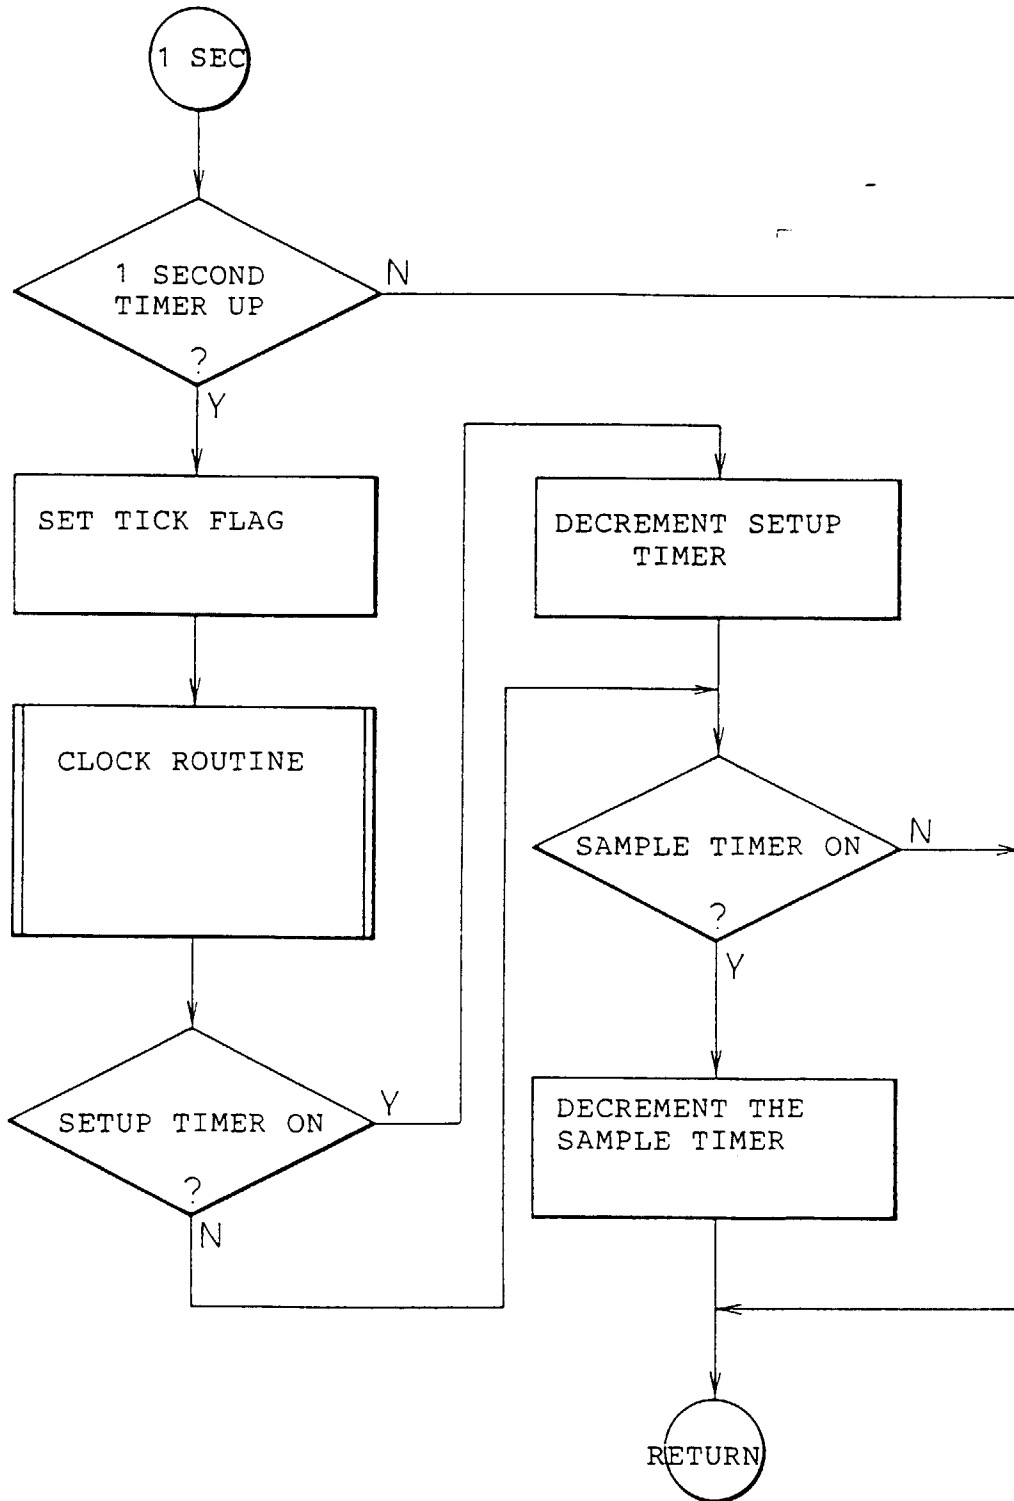 1 SEC
1 SECOND
TIMER UP
?
N
Y
SET TICK FLAG
CLOCK ROUTINE
SETUP TIMER ON
?
Y
N
DECREMENT SETUP
TIMER
SAMPLE TIMER ON
?
N
Y
DECREMENT THE
SAMPLE TIMER
RETURN